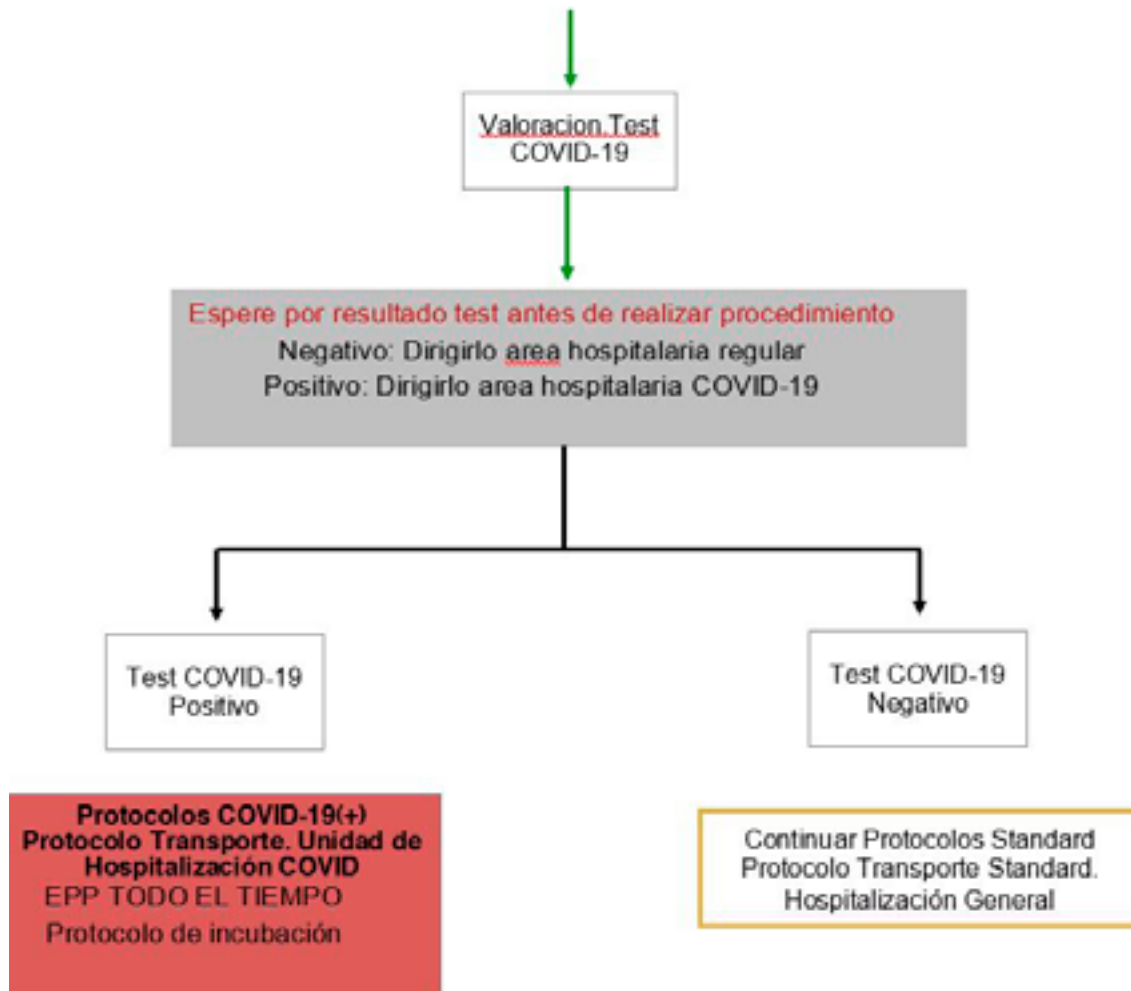 Valoracion.Test
COVID-19
Espere por resultado test antes de realizar procedimiento
Negativo: Dirigirlo area hospitalaria regular
Positivo: Dirigirlo area hospitalaria COVID-19
Test COVID-19
Positivo
Test COVID-19
Negativo
Protocolos COVID-19(+)
Protocolo Transporte. Unidad de
Hospitalización COVID
EPP TODO EL TIEMPO
Protocolo de incubación
Continuar Protocolos Standard
Protocolo Transporte Standard.
Hospitalización General